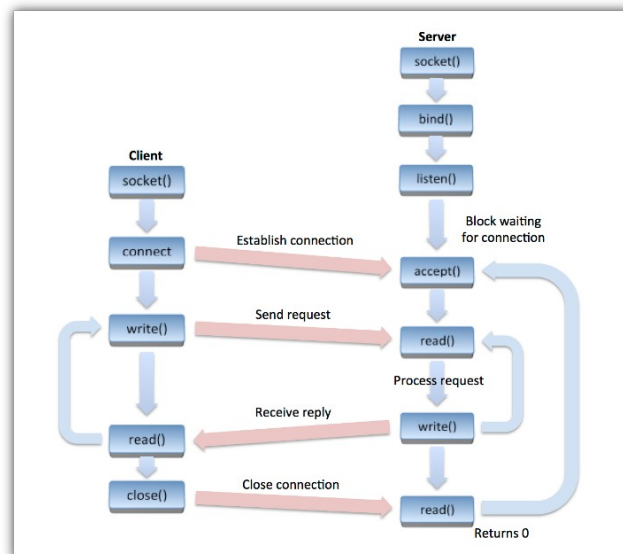 Server
socket()
bind()
Client
listen()
socket()
Block waiting
for connection
Establish connection
connect
accept()
Send request
write()
read()
Process request
Receive reply
write()
read()
Close connection
close()
read()
Returns 0